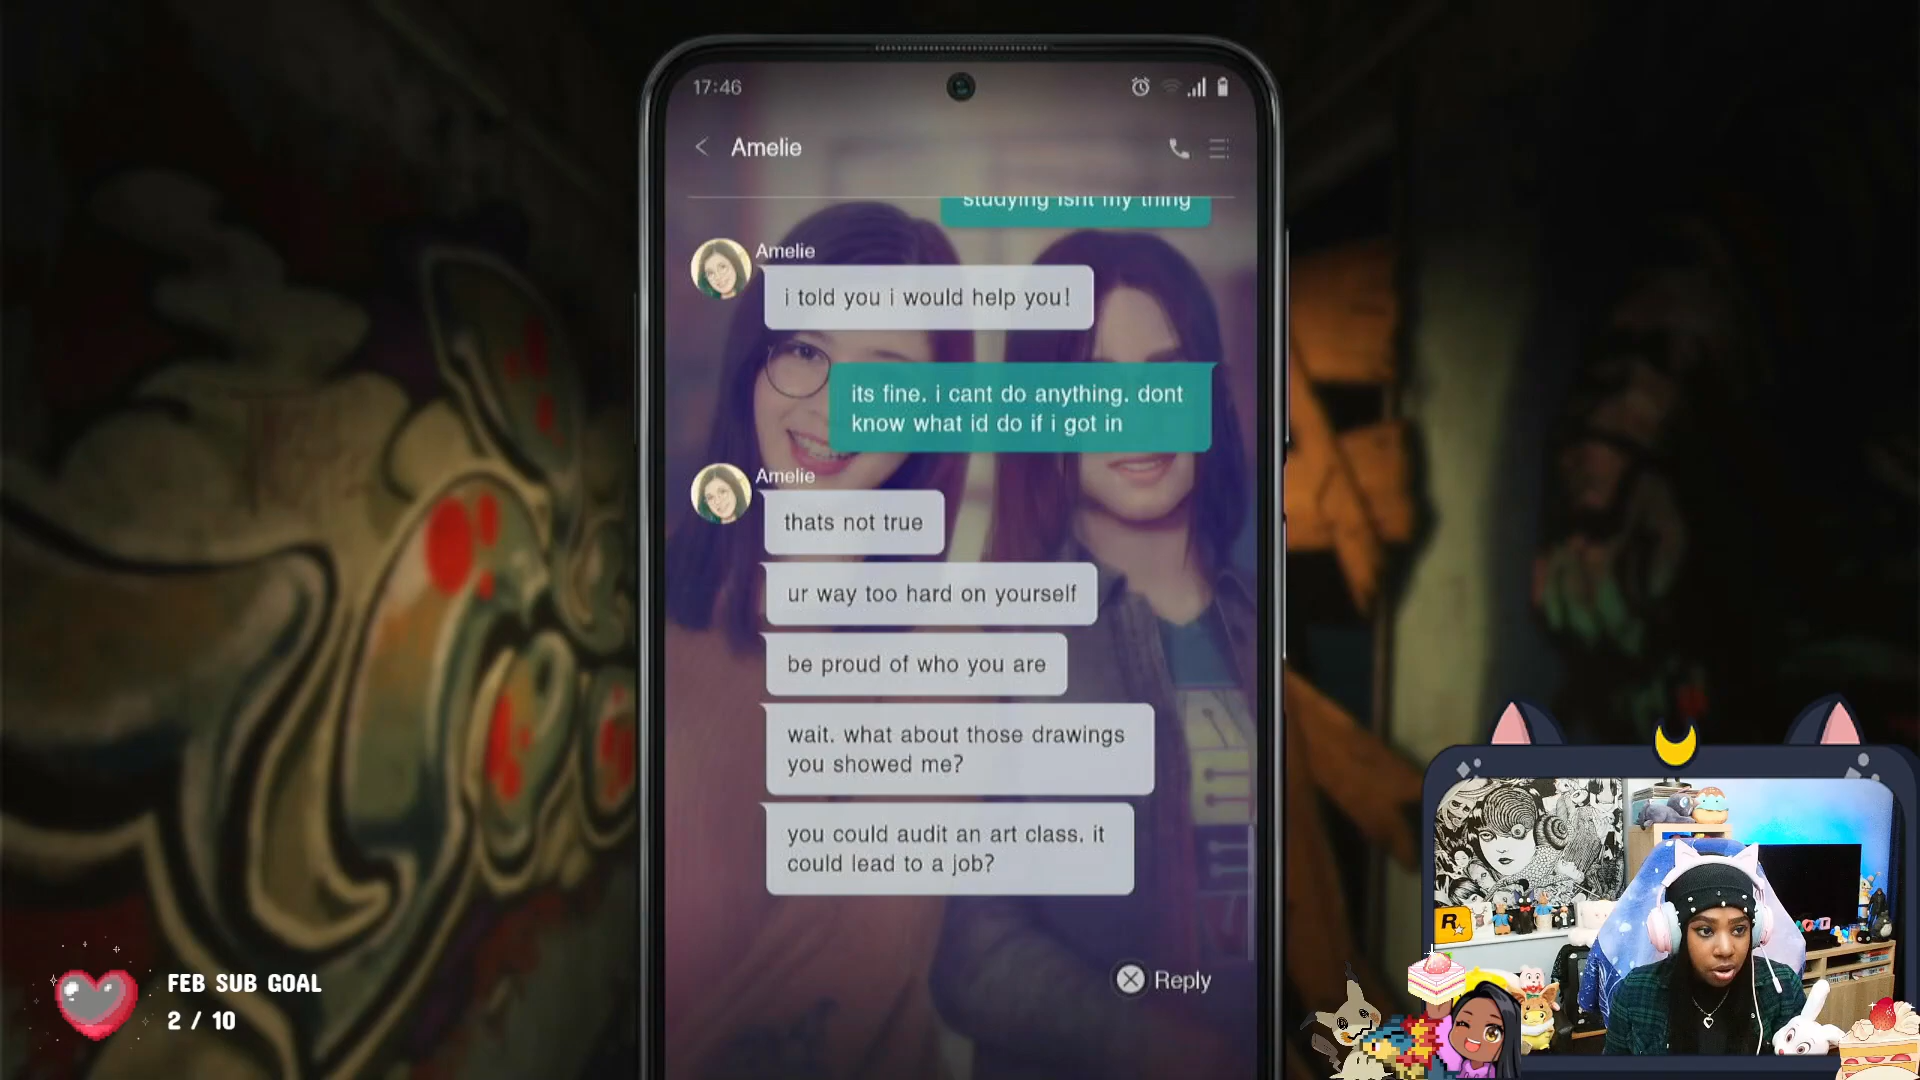 17:46
Amelie
studying isnt my thing
Amelie
i told you i would help you!
its fine. i cant do anything. dont
know what id do if i got in
Amelie
thats not true
ur way too hard on yourself
be proud of who you are
wait. what about those drawings
you showed me?
you could audit an art class. it
could lead to a job?
Reply
FEB SUB GOAL
2 / 10
R